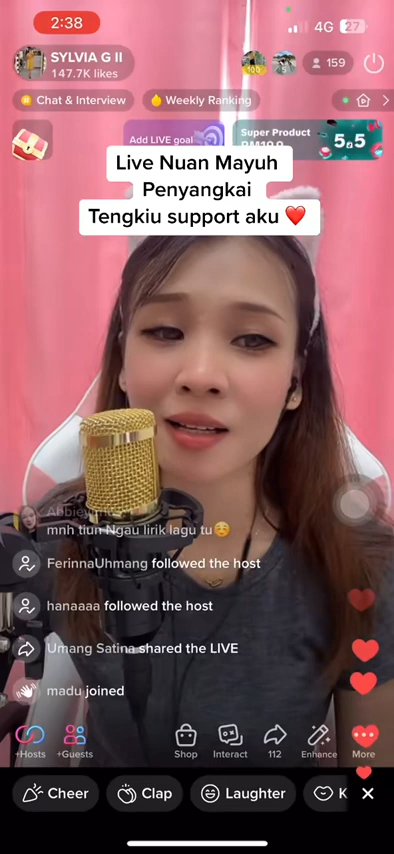 2:38
4G 27
SYLVIA G II
147.7K likes
100
159
Chat & Interview
Weekly Ranking
Add LIVE goal
Super Product
5.5
Live Nuan Mayuh
Penyangkai
Tengkiu support aku ❤️
mnh tiun Ngau lirik lagu tu☺️
FerinnaUhmang followed the host
hanaaaa followed the host
Umang Satina shared the LIVE
madu joined
+Hosts
+Guests
Shop
Interact
112
Enhance
More
Cheer
Clap
Laughter
K